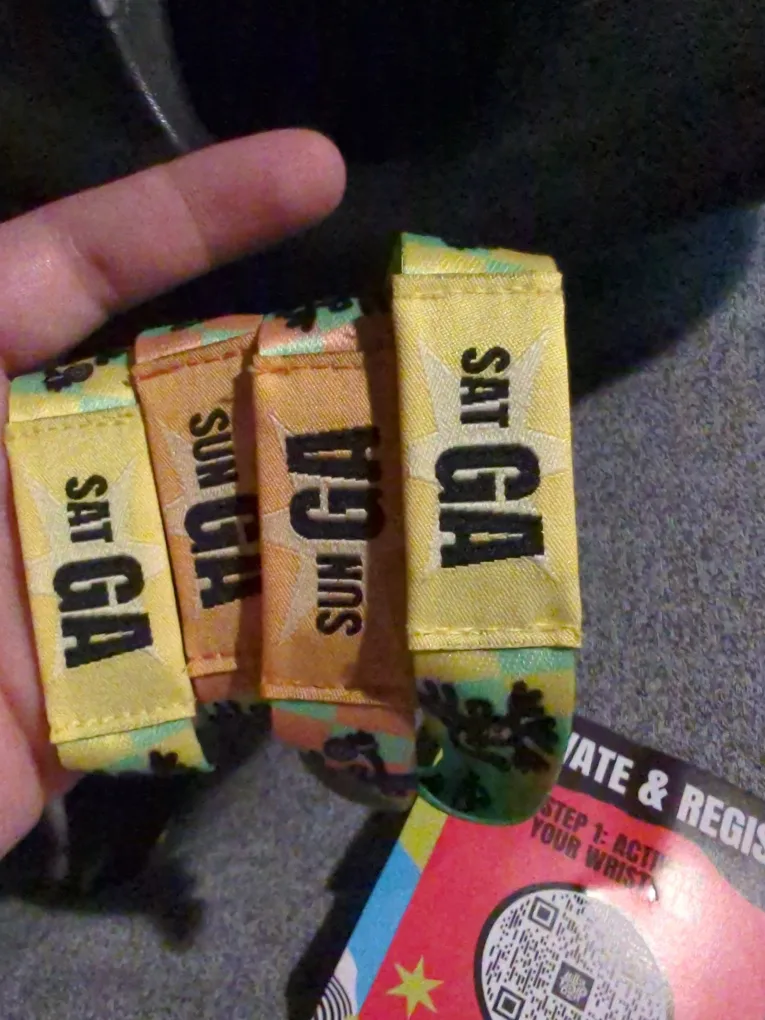 SAT GA
SUN GA
SUN GA
SAT GA
VATE & REGIS
STEP 1: ACTI
YOUR WRIST